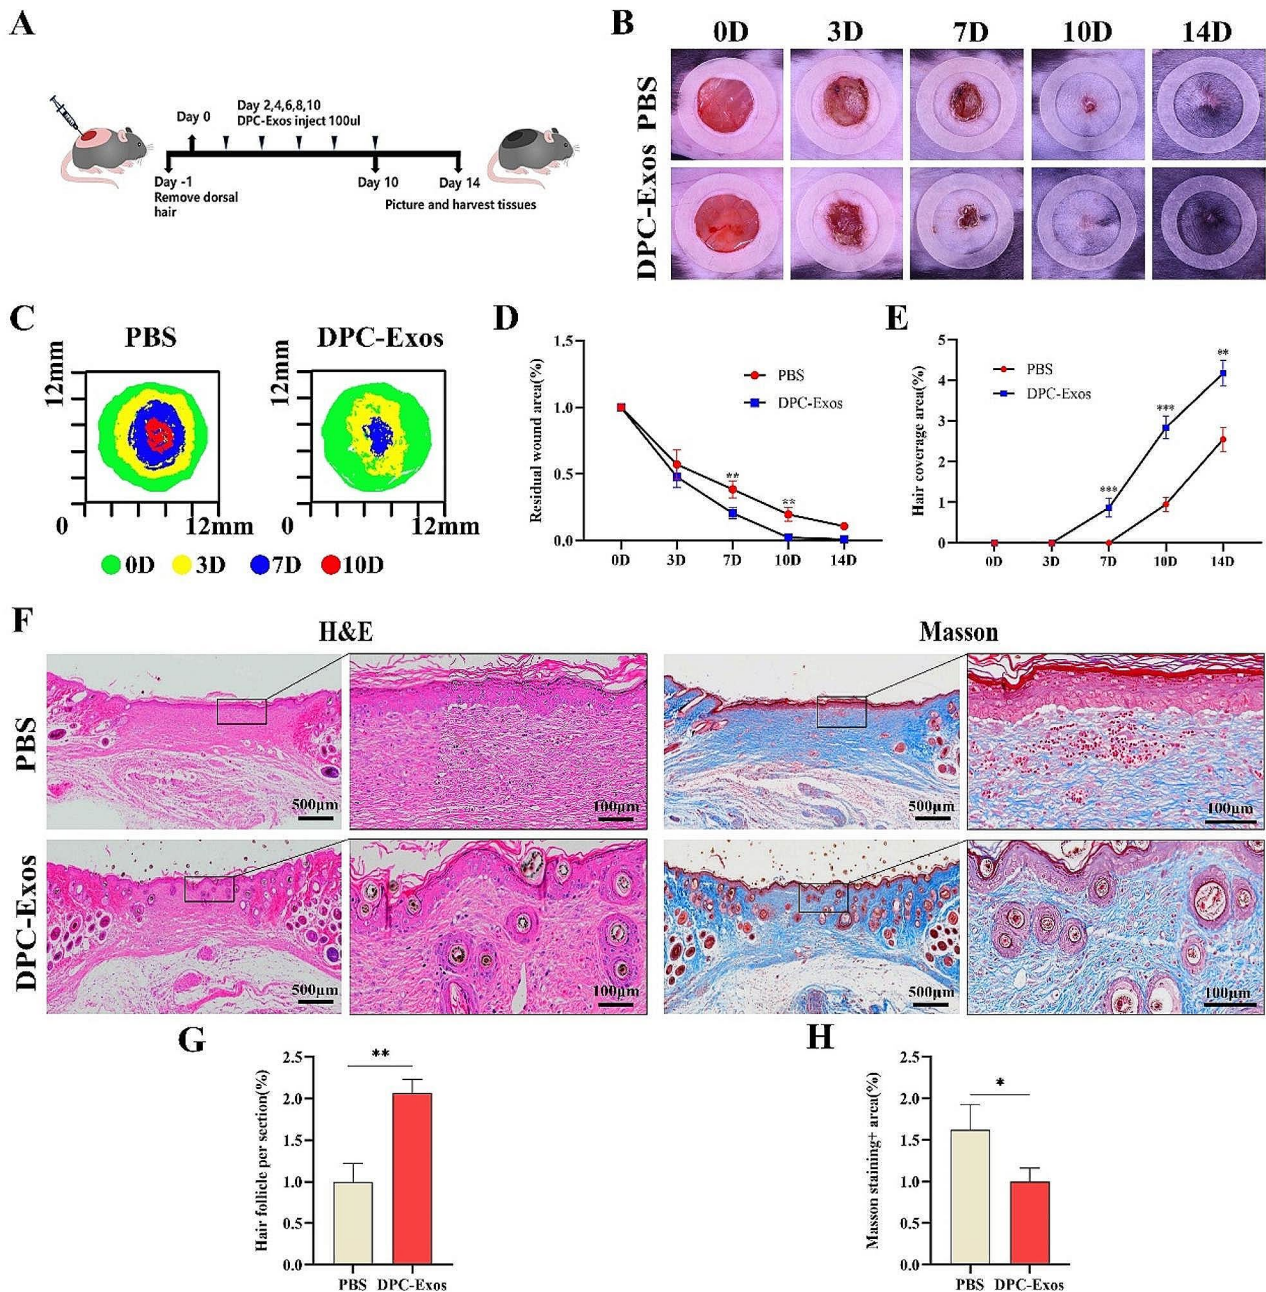 A
Day 0
Day 2,4,6,8,10
DPC-Exos inject 100ul
Day -1
Remove dorsal
hair
Day 10
Day 14
Picture and harvest tissues
B
0D
3D
7D
10D
14D
PBS
DPC-Exos
C
PBS
DPC-Exos
12mm
0
12mm
12mm
0
12mm
0D
3D
7D
10D
D
Residual wound area(%)
1.5
1.0
0.5
0.0
PBS
DPC-Exos
**
**
0D
3D
7D
10D
14D
E
Hair coverage area(%)
5
4
3
2
1
0
PBS
DPC-Exos
***
***
**
0D
3D
7D
10D
14D
F
H&E
Masson
PBS
500μm
100μm
500μm
100μm
DPC-Exos
500μm
100μm
500μm
100μm
G
Hair follicle per section(%)
2.5
2.0
1.5
1.0
0.5
0.0
**
PBS
DPC-Exos
H
Masson staining+ area(%)
2.5
2.0
1.5
1.0
0.5
0.0
*
PBS
DPC-Exos